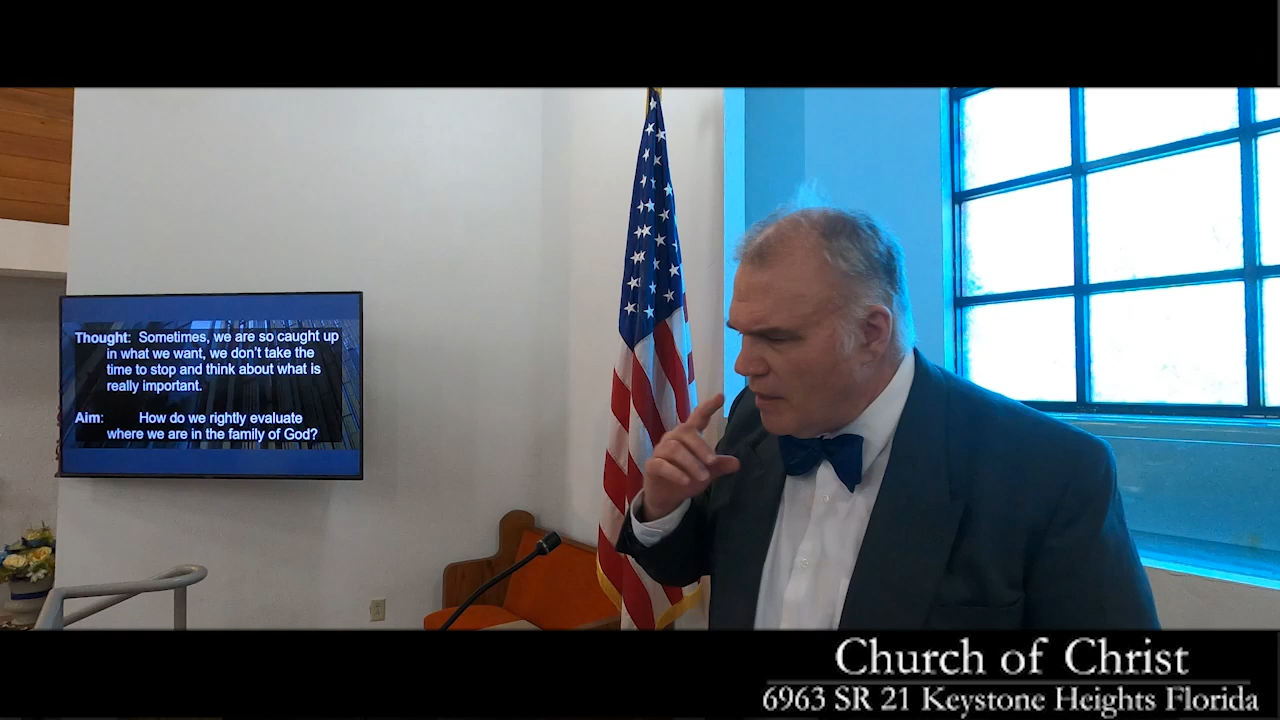 Thought: Sometimes, we are so caught up
in what we want, we don't take the
time to stop and think about what is
really important.
Aim: How do we rightly evaluate
where we are in the family of God?
Church of Christ
6963 SR 21 Keystone Heights Florida